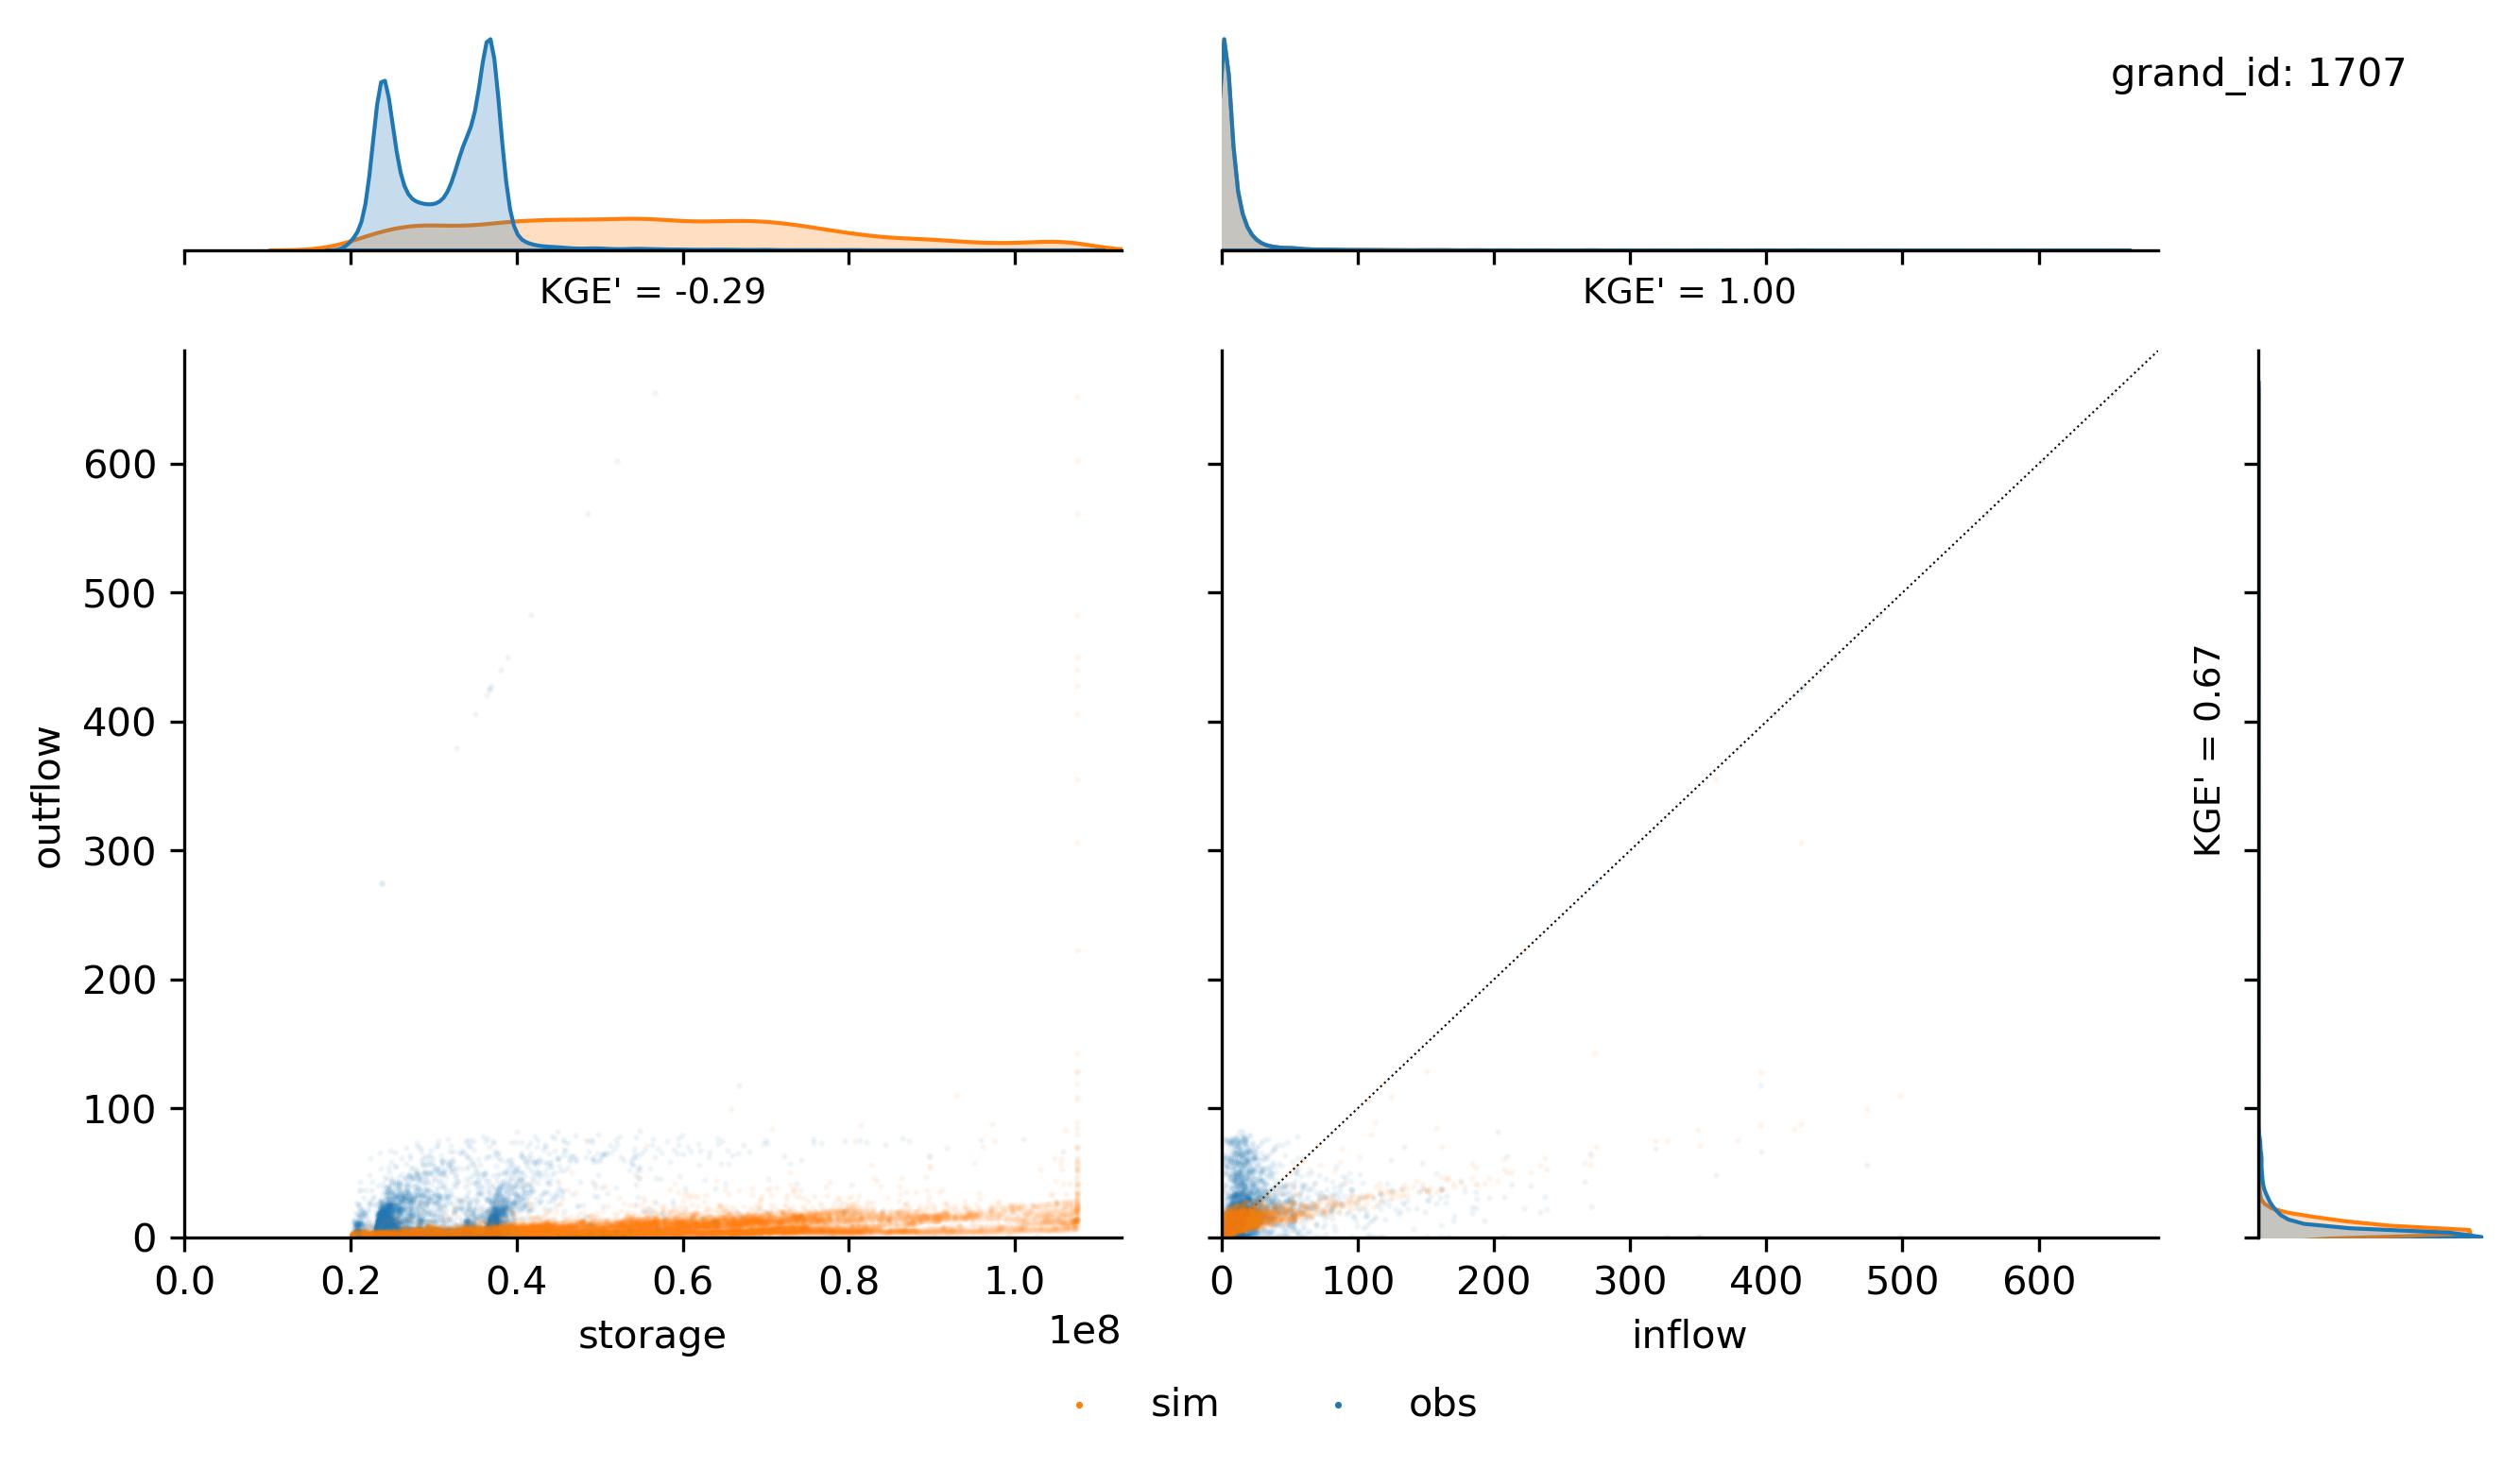 grand_id: 1707
KGE' = -0.29
KGE' = 1.00
outflow
600
500
400
300
200
100
0
KGE' = 0.67
0.0 0.2 0.4 0.6 0.8 1.0
1e8
storage
0 100 200 300 400 500 600
inflow
sim obs